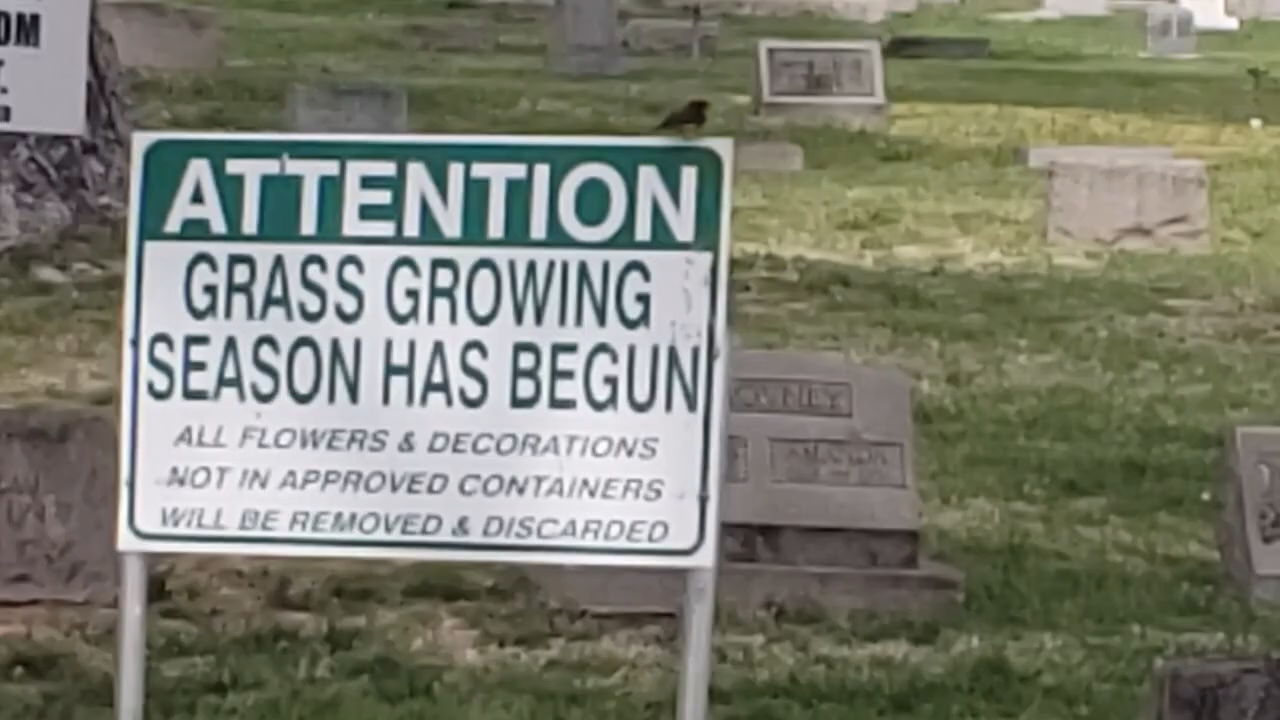 ATTENTION
GRASS GROWING
SEASON HAS BEGUN
ALL FLOWERS & DECORATIONS
NOT IN APPROVED CONTAINERS
WILL BE REMOVED & DISCARDED